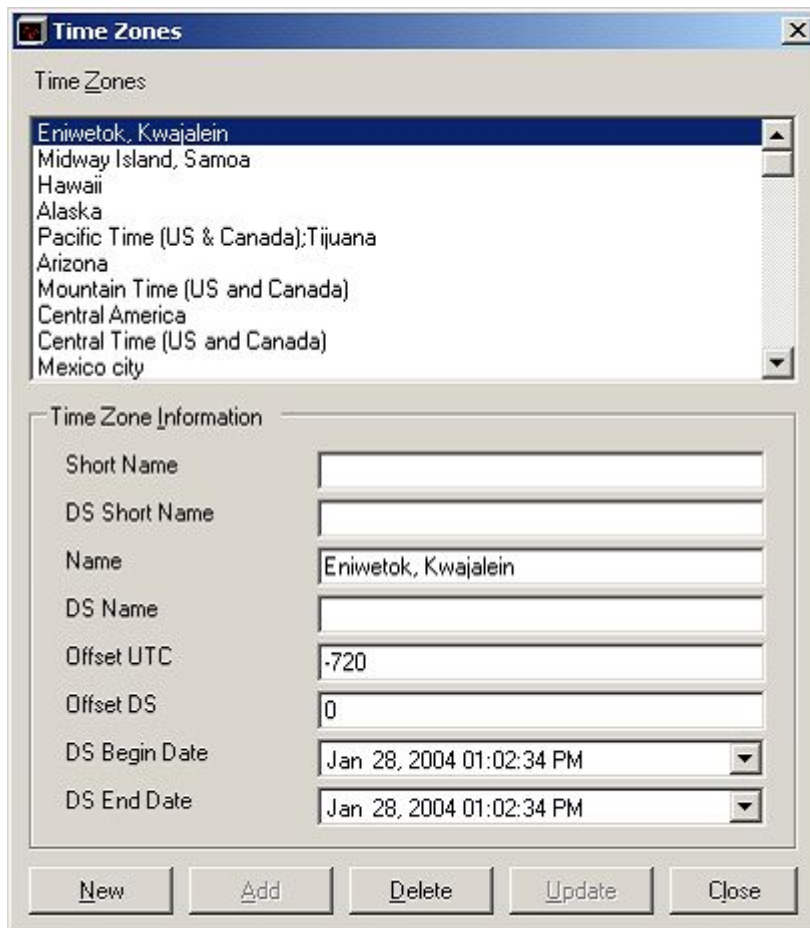 Time Zones
Time Zones
Eniwetok, Kwajalein
Midway Island, Samoa
Hawaii
Alaska
Pacific Time (US & Canada);Tijuana
Arizona
Mountain Time (US and Canada)
Central America
Central Time (US and Canada)
Mexico city
Time Zone Information
Short Name
DS Short Name
Name Eniwetok, Kwajalein
DS Name
Offset UTC -720
Offset DS 0
DS Begin Date Jan 28, 2004 01:02:34 PM
DS End Date Jan 28, 2004 01:02:34 PM
New Add Delete Update Close